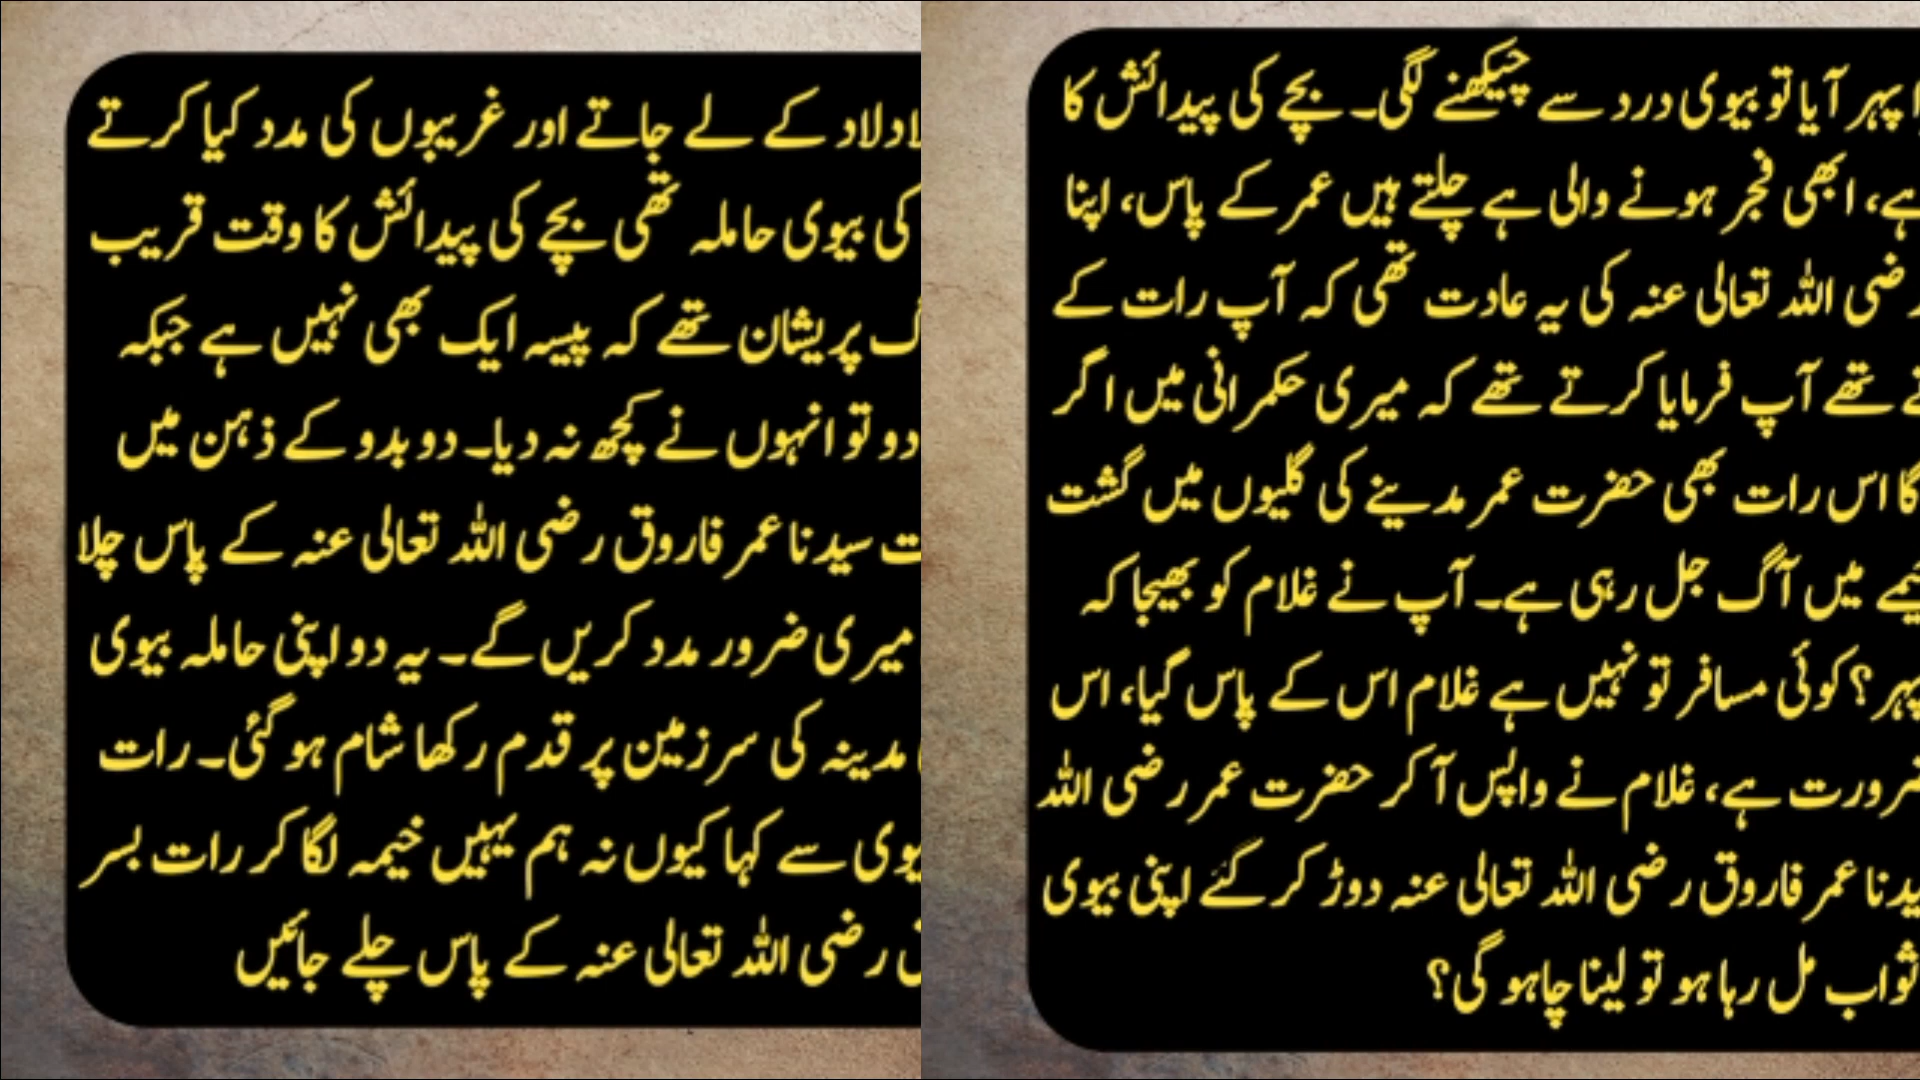 اولاد کے لے جاتے اور غریبوں کی مدد کیا کرتے
کی بیوی حاملہ تھی بچے کی پیدائش کا وقت قریب
پریشان تھے کہ پیسہ ایک بھی نہیں ہے جبکہ
دو تو انہوں نے کچھ نہ دیا۔ دو بدو کے ذہن میں
سیدنا عمر فاروق رضی اللہ تعالی عنہ کے پاس چلا
میری ضرور مدد کریں گے۔ یہ دو اپنی حاملہ بیوی
مدینہ کی سرزمین پر قدم رکھا شام ہو گئی۔ رات
سے کہا کیوں نہ ہم یہیں خیمہ لگا کر رات بسر
رضی اللہ تعالی عنہ کے پاس چلے جائیں
پہر آیا تو بیوی درد سے چیکھنے لگی۔ بچے کی پیدائش کا
ہے، ابھی فجر ہونے والی ہے چلتے ہیں عمر کے پاس، اپنا
رضی اللہ تعالی عنہ کی یہ عادت تھی کہ آپ رات کے
تھے آپ فرمایا کرتے تھے کہ میری حکمرانی میں اگر
گا اس رات بھی حضرت عمر مدینے کی گلیوں میں گشت
میں آگ جل رہی ہے۔ آپ نے غلام کو بھیجا کہ
پہر؟ کوئی مسافر تو نہیں ہے غلام اس کے پاس گیا، اس
ضرورت ہے، غلام نے واپس آ کر حضرت عمر رضی اللہ
سیدنا عمر فاروق رضی اللہ تعالی عنہ دوڑ کر گئے اپنی بیوی
ثواب مل رہا ہو تو لینا چاہو گی؟